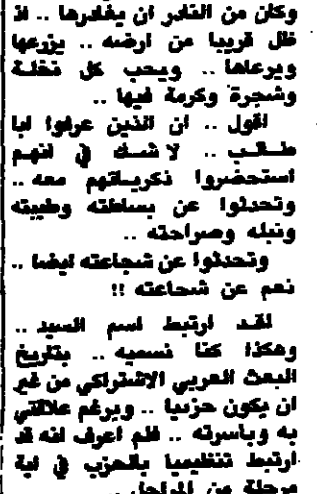 وكان من النادر ان يغادرها .. اذ
ظل قريبا من ارضه .. يزرعها
ويرعاها .. ويحب كل نخلة
وشجرة وكرمة فيها ..
اقول .. ان الذين عرفوا ابا
طالب .. لا شك في انهم
استحضروا ذكرياتهم معه ..
وتحدثوا عن بساطته وطيبته
ونبله وصراحته ..
وتحدثوا عن شجاعته ايضا ..
نعم عن شجاعته !!
لقد ارتبط اسم السيد ..
وهكذا كنا نسميه .. بتاريخ
البعث العربي الاشتراكي من غير
ان يكون حزبيا .. وبرغم علاقتي
به وباسرته .. فلم اعرف انه قد
ارتبط تنظيميا بالحزب في اية
مرحلة من المراحل ..